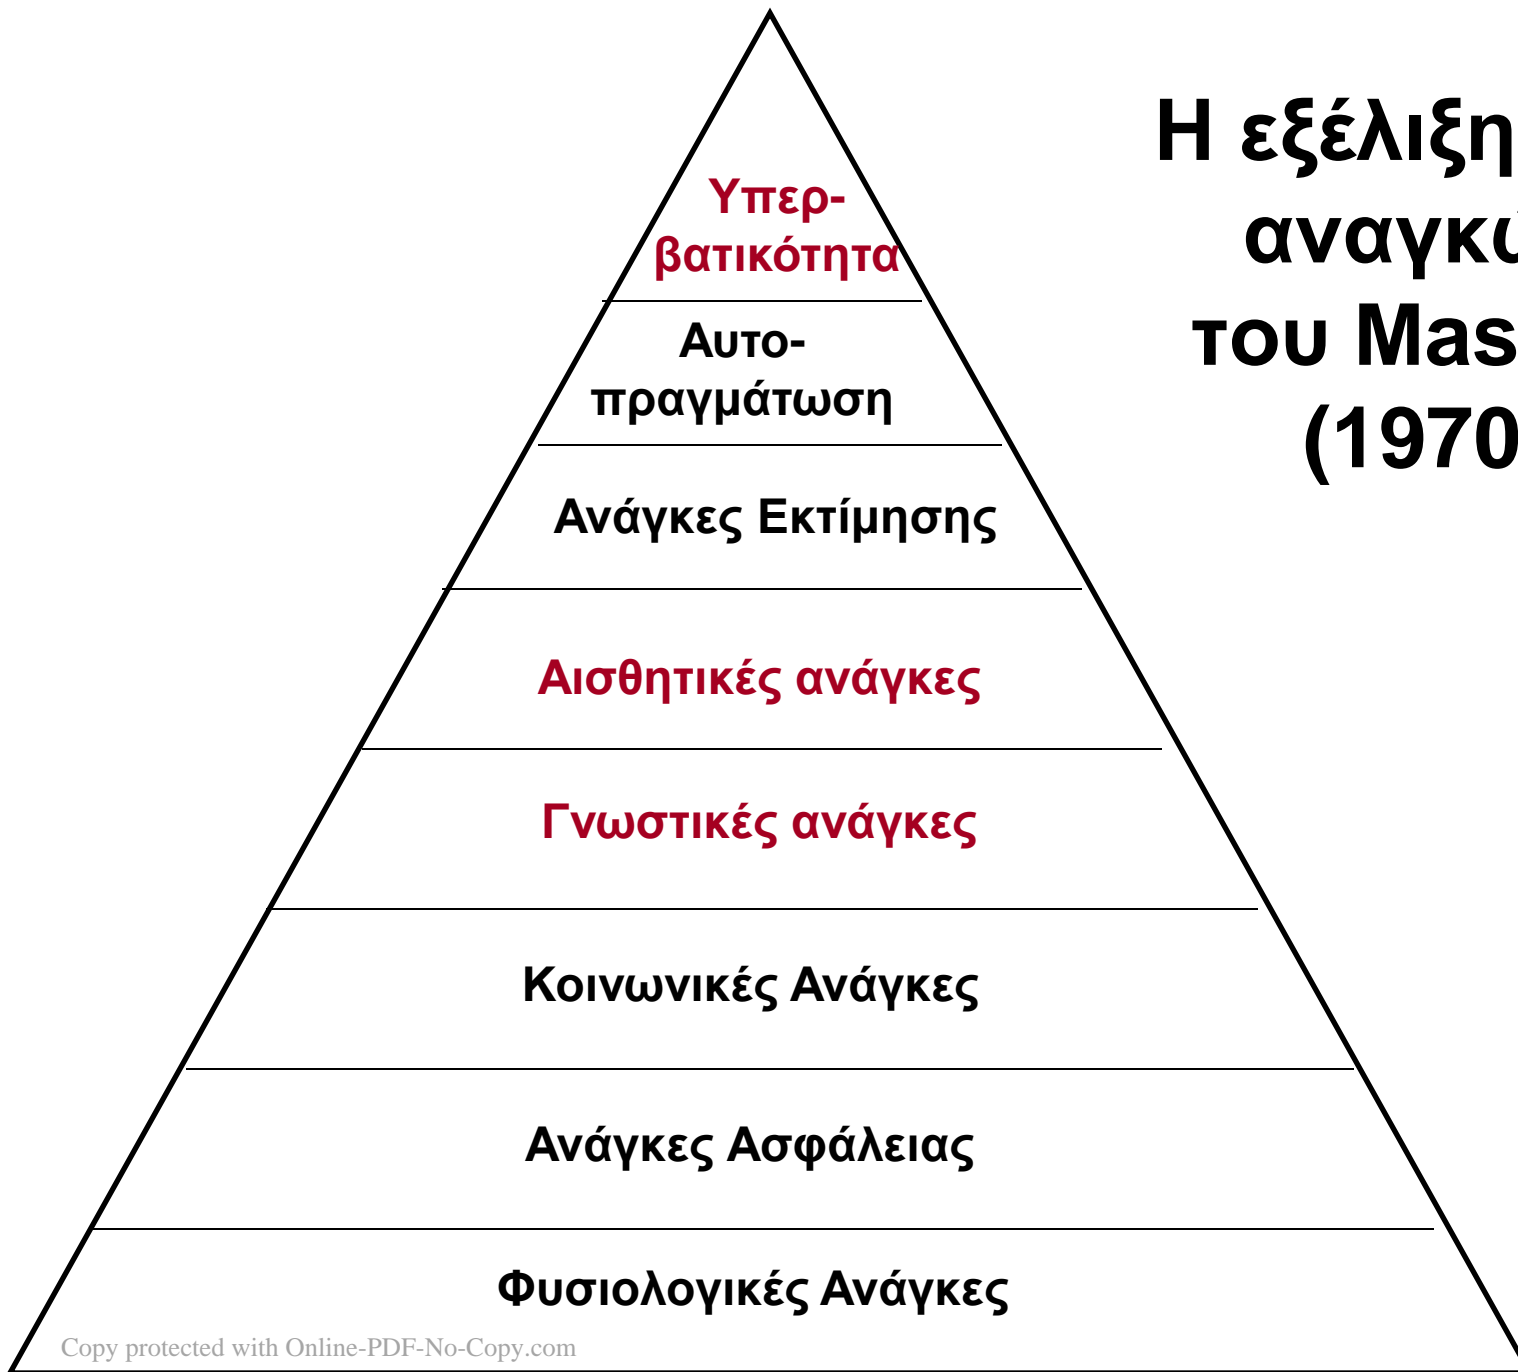 Η εξέλιξη
του
(1970
Υπερ-
βατικότητα
Αυτο-
πραγμάτωση
Ανάγκες Εκτίμησης
Αισθητικές ανάγκες
Γνωστικές ανάγκες
Κοινωνικές Ανάγκες
Ανάγκες Ασφάλειας
Φυσιολογικές Ανάγκες
Copy protected with Online-PDF-No-Copy.com